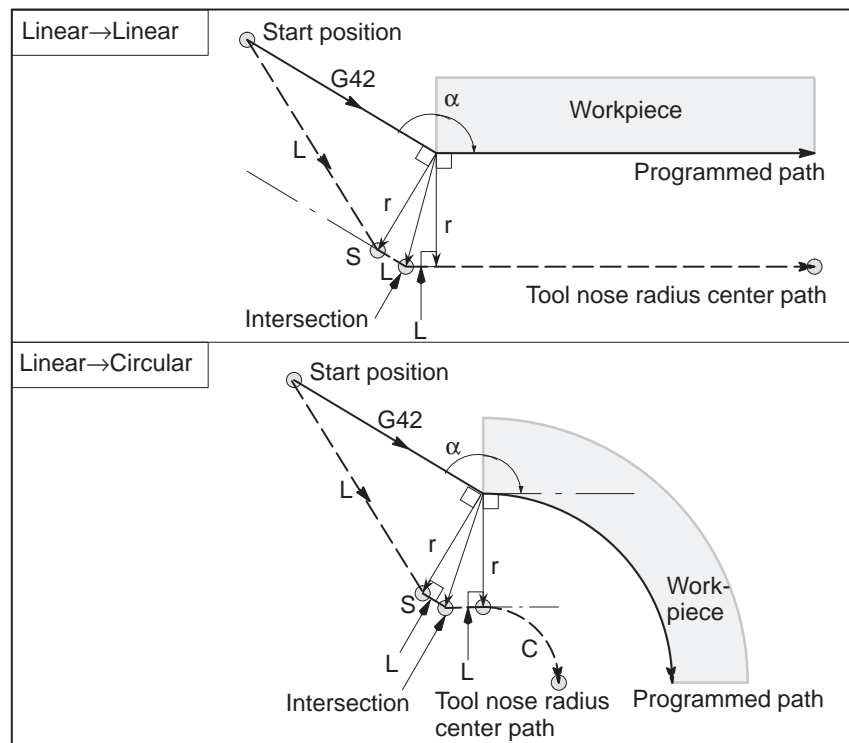 Linear→Linear
Start position
G42
α
Workpiece
L
Programmed path
r
r
S
L
Tool nose radius center path
Intersection
L
Linear→Circular
Start position
G42
α
L
r
r
Work-
piece
S
L
L
C
Intersection
Tool nose radius
center path
Programmed path